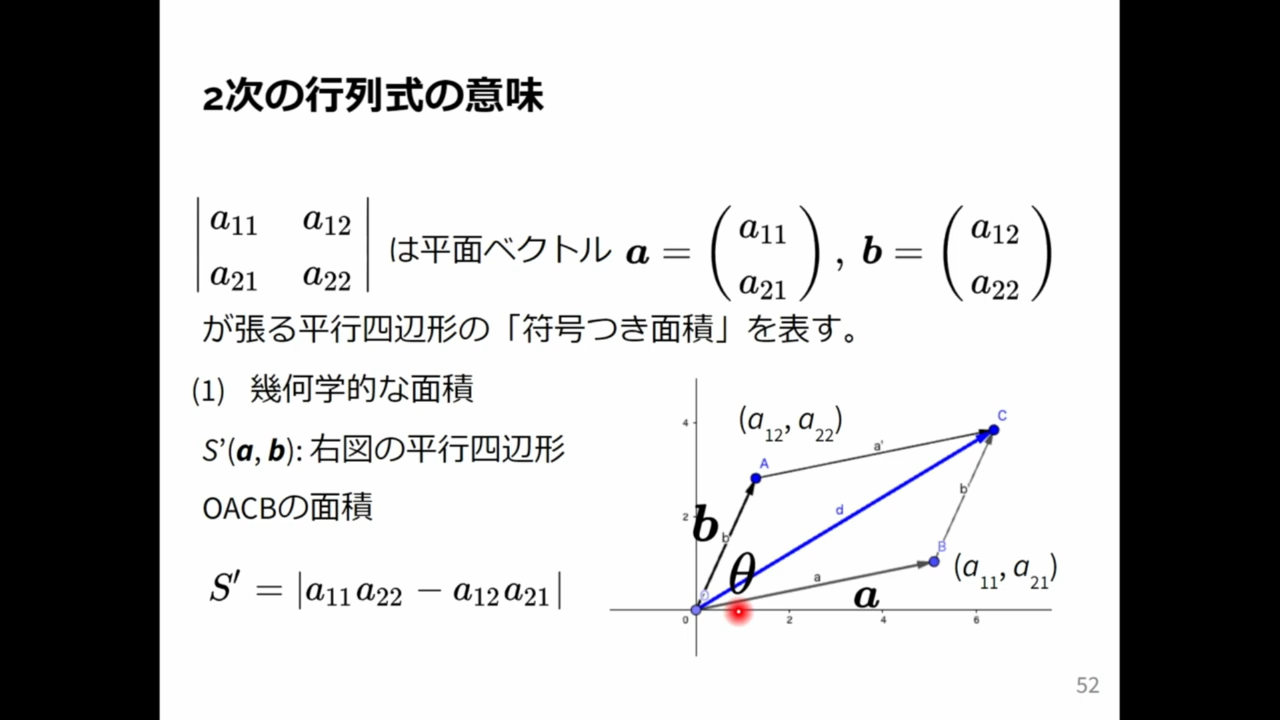 2次の行列式の意味
| a11 a12 |
| a21 a22 | は平面ベクトル a = ( a11 a21 ) , b = ( a12 a22 )
が張る平行四辺形の「符号つき面積」を表す。
(1) 幾何学的な面積
S’(a, b): 右図の平行四辺形
OACBの面積
S′ = |a11a22 − a12a21|
(a12, a22)
C
4
a'
A
b
d
2
b
b
B
(a11, a21)
θ
a
a
O
0
2
4
6
52